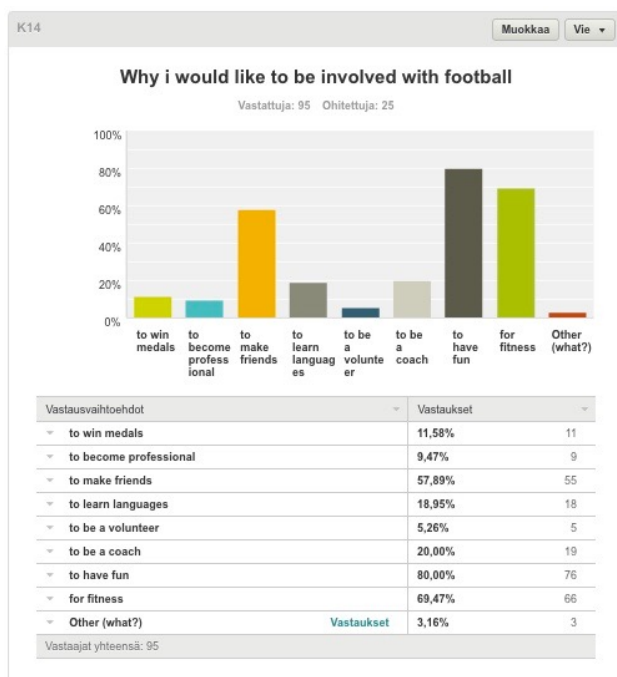 K14
Muokkaa
Vie
Why i would like to be involved with football
Vastattuja: 95 Ohitettuja: 25
100%
80%
60%
40%
20%
0%
to win
medals
to
become
profess
ional
to
make
friends
to
learn
languag
es
to be
a
volunte
er
to be
a
coach
to
have
fun
for
fitness
Other
(what?)
Vastausvaihtoehdot Vastaukset
to win medals 11,58% 11
to become professional 9,47% 9
to make friends 57,89% 55
to learn languages 18,95% 18
to be a volunteer 5,26% 5
to be a coach 20,00% 19
to have fun 80,00% 76
for fitness 69,47% 66
Other (what?) Vastaukset 3,16% 3
Vastaajat yhteensä: 95